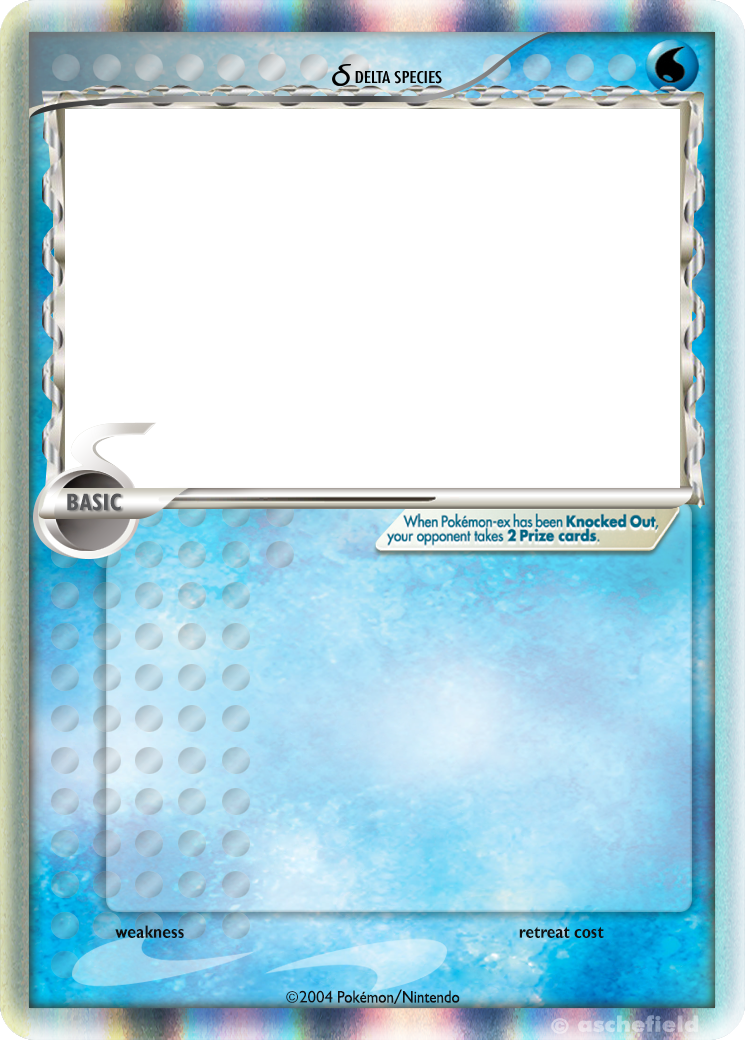 δ DELTA SPECIES
BASIC
When Pokémon-ex has been Knocked Out,
your opponent takes 2 Prize cards.
weakness retreat cost
©2004 Pokémon/Nintendo
© aschefield